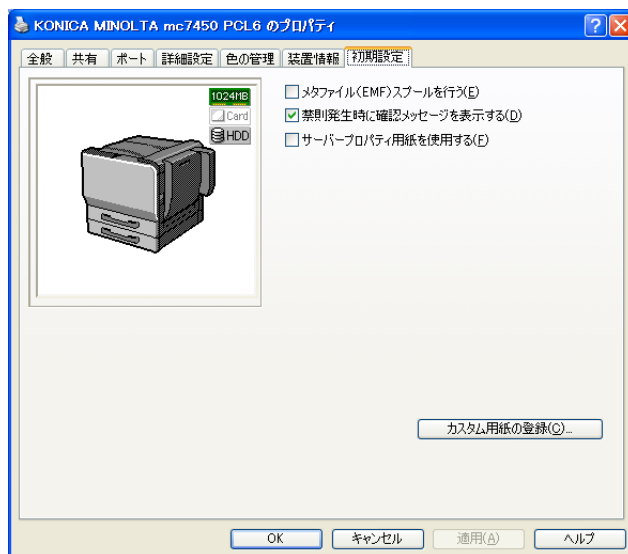 KONICA MINOLTA mc7450 PCL6 のプロパティ
全般 共有 ポート 詳細設定 色の管理 装置情報 初期設定
1024MB
Card
HDD
メタファイル(EMF)スプールを行う(E)
禁則発生時に確認メッセージを表示する(D)
サーバープロパティ用紙を使用する(F)
カスタム用紙の登録(C)...
OK キャンセル 適用(A) ヘルプ